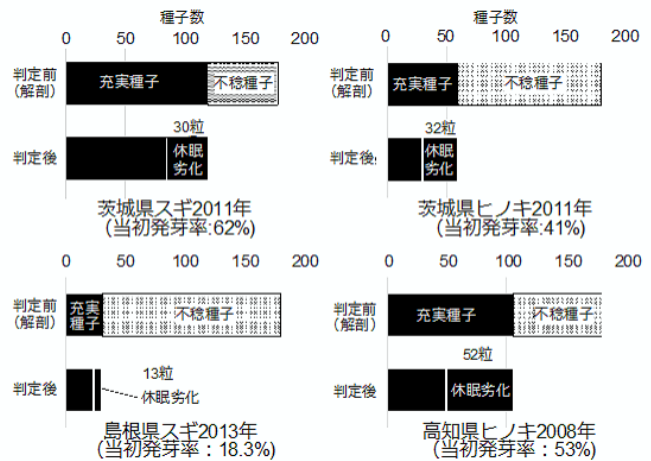 種子数
0 50 100 150 200
判定前
(解剖)
充実種子
不稔種子
30粒
判定後
休眠
劣化
茨城県スギ2011年
(当初発芽率:62%)
種子数
0 50 100 150 200
判定前
(解剖)
充実種子
不稔種子
32粒
判定後
休眠
劣化
茨城県ヒノキ2011年
(当初発芽率:41%)
0 50 100 150 200
判定前
(解剖)
充実
種子
不稔種子
13粒
判定後
休眠劣化
島根県スギ2013年
(当初発芽率：18.3%)
0 50 100 150 200
判定前
(解剖)
充実種子
不稔種子
52粒
判定後
休眠劣化
高知県ヒノキ2008年
(当初発芽率：53%)